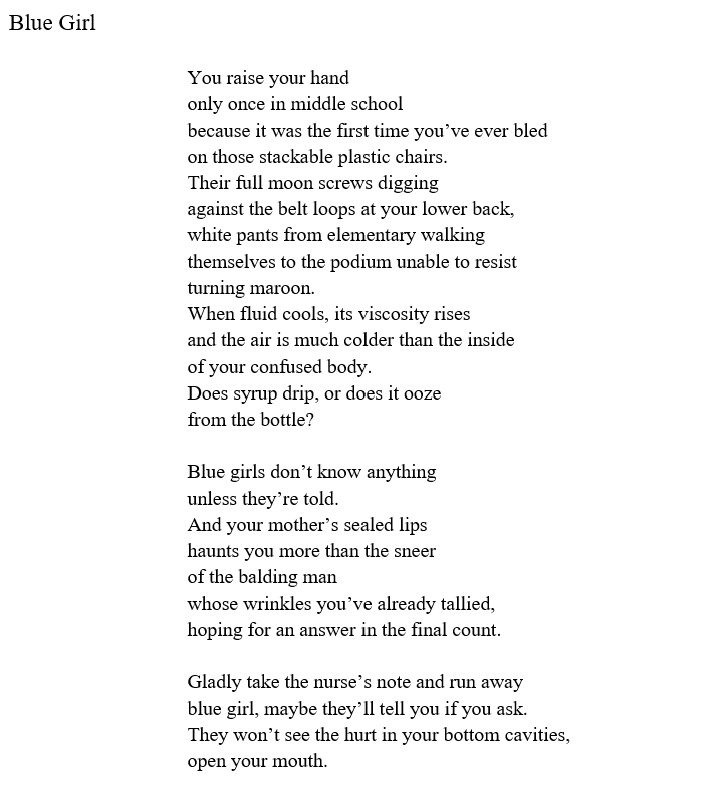 Blue Girl
You raise your hand
only once in middle school
because it was the first time you’ve ever bled
on those stackable plastic chairs.
Their full moon screws digging
against the belt loops at your lower back,
white pants from elementary walking
themselves to the podium unable to resist
turning maroon.
When fluid cools, its viscosity rises
and the air is much colder than the inside
of your confused body.
Does syrup drip, or does it ooze
from the bottle?
Blue girls don’t know anything
unless they’re told.
And your mother’s sealed lips
haunts you more than the sneer
of the balding man
whose wrinkles you’ve already tallied,
hoping for an answer in the final count.
Gladly take the nurse’s note and run away
blue girl, maybe they’ll tell you if you ask.
They won’t see the hurt in your bottom cavities,
open your mouth.